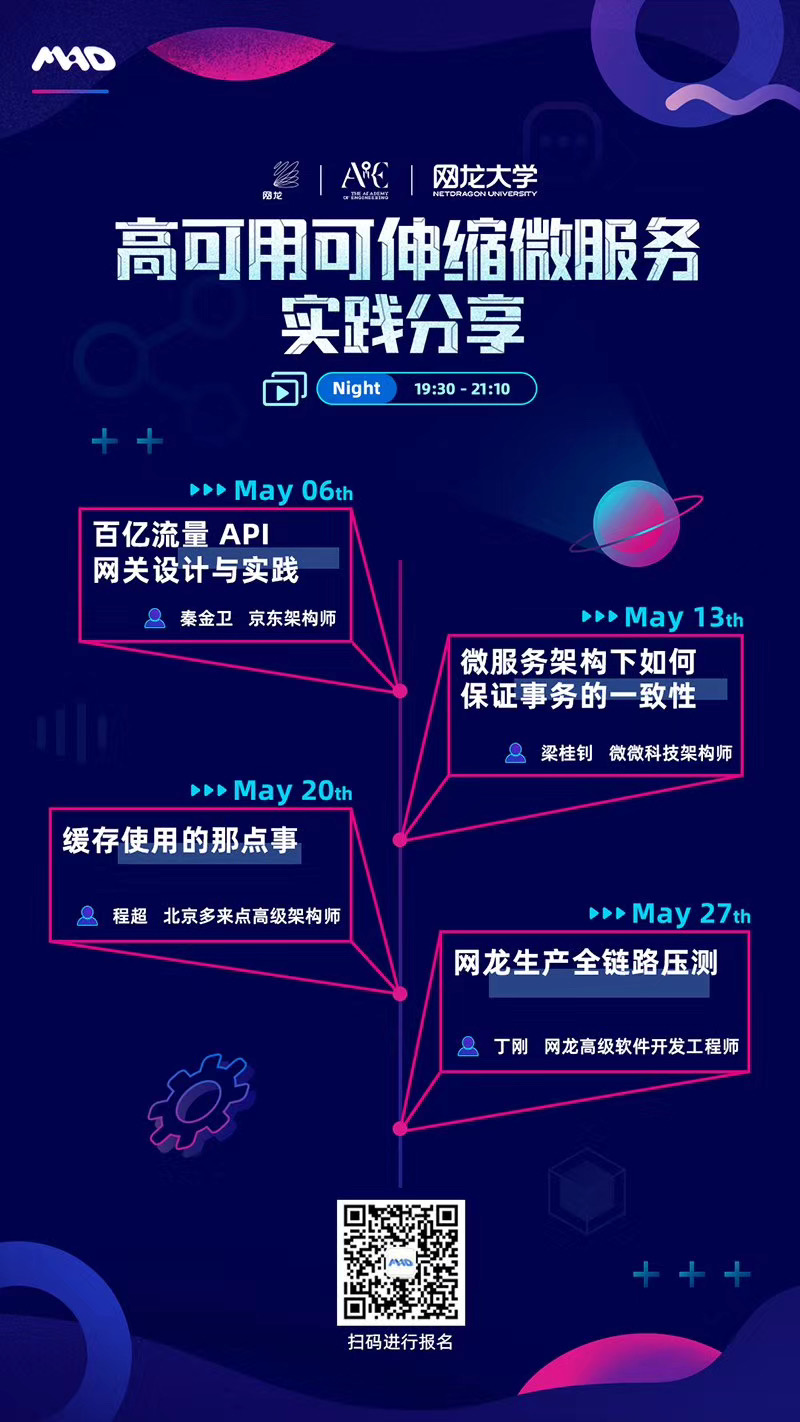 MAD
网龙
AOE
THE ACADEMY
OF ENGINEERING
网龙大学
NETDRAGON UNIVERSITY
高可用可伸缩微服务
实践分享
Night 19:30 - 21:10
May 06th
百亿流量 API
网关设计与实践
秦金卫 京东架构师
May 13th
微服务架构下如何
保证事务的一致性
梁桂钊 微微科技架构师
May 20th
缓存使用的那点事
程超 北京多来点高级架构师
May 27th
网龙生产全链路压测
丁刚 网龙高级软件开发工程师
MAD
扫码进行报名